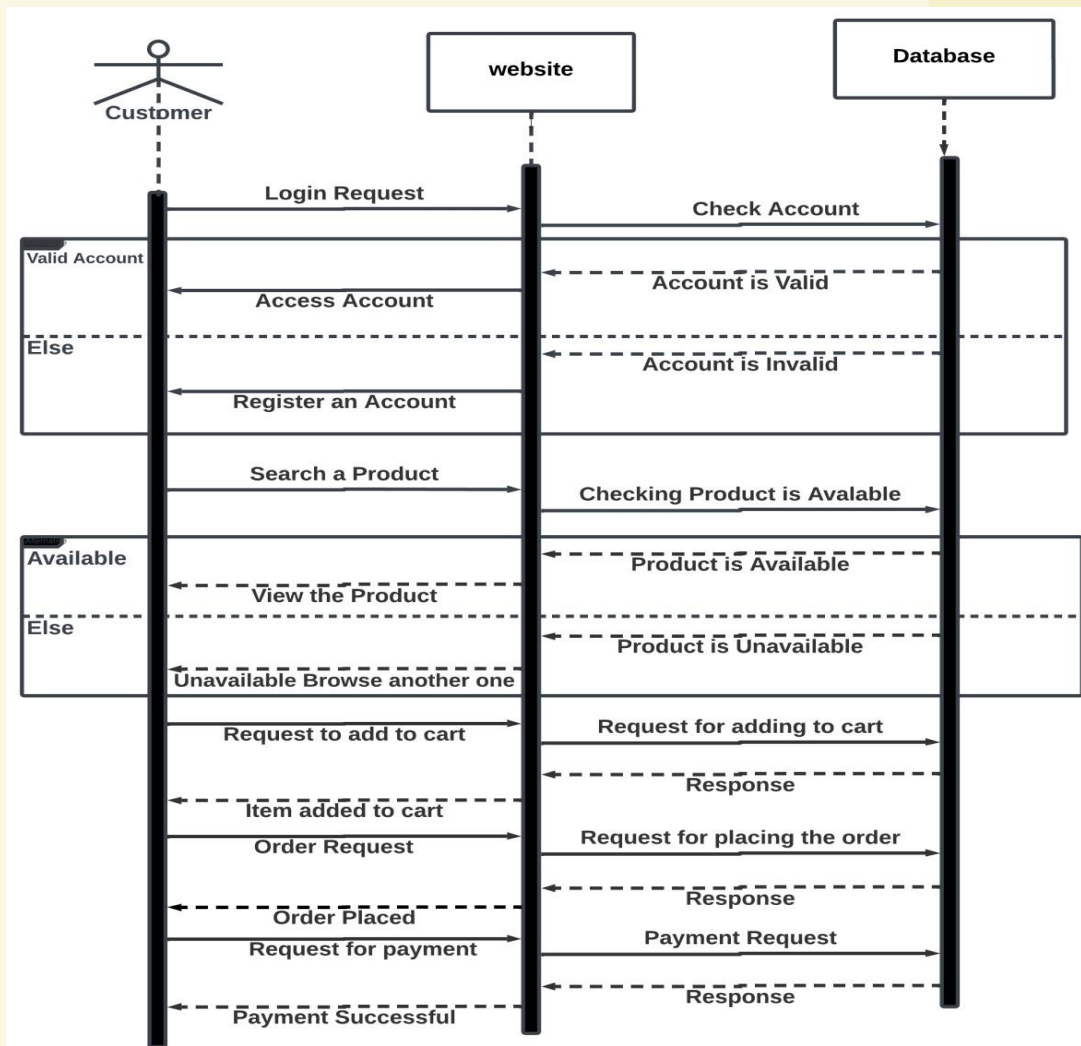 Customer
website
Database
Login Request
Check Account
Valid Account
Account is Valid
Access Account
Else
Account is Invalid
Register an Account
Search a Product
Checking Product is Avalable
Available
Product is Available
View the Product
Else
Product is Unavailable
Unavailable Browse another one
Request to add to cart
Request for adding to cart
Response
Item added to cart
Order Request
Request for placing the order
Response
Order Placed
Request for payment
Payment Request
Response
Payment Successful